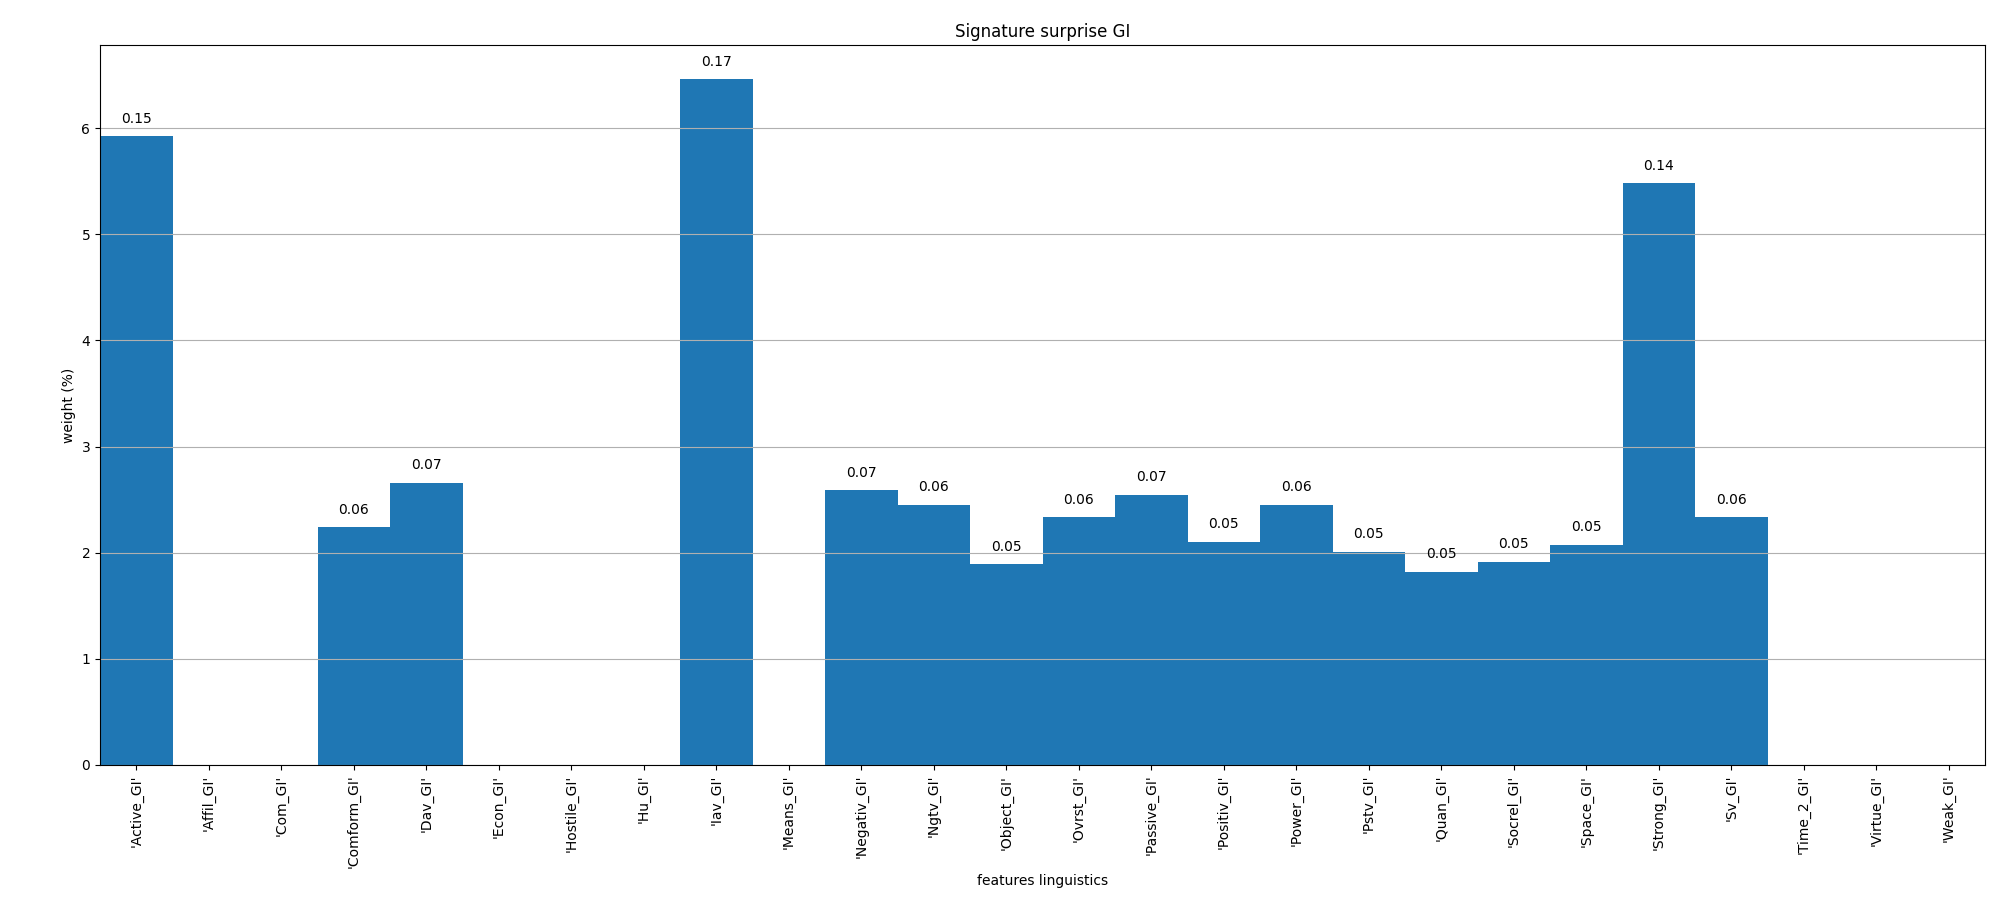 Signature surprise GI
0.17
0.15
6
0.14
5
4
weight (%)
3
0.07
0.07
0.07
0.06
0.06
0.06
0.06
0.06
0.05
0.05
0.05
0.05
0.05
0.05
2
1
0
'Active_GI'
'Affil_GI'
'Com_GI'
'Comform_GI'
'Dav_GI'
'Econ_GI'
'Hostile_GI'
'Hu_GI'
'Iav_GI'
'Means_GI'
'Negativ_GI'
'Ngtv_GI'
'Object_GI'
'Ovrst_GI'
'Passive_GI'
'Positiv_GI'
'Power_GI'
'Pstv_GI'
'Quan_GI'
'Socrel_GI'
'Space_GI'
'Strong_GI'
'Sv_GI'
'Time_2_GI'
'Virtue_GI'
'Weak_GI'
features linguistics